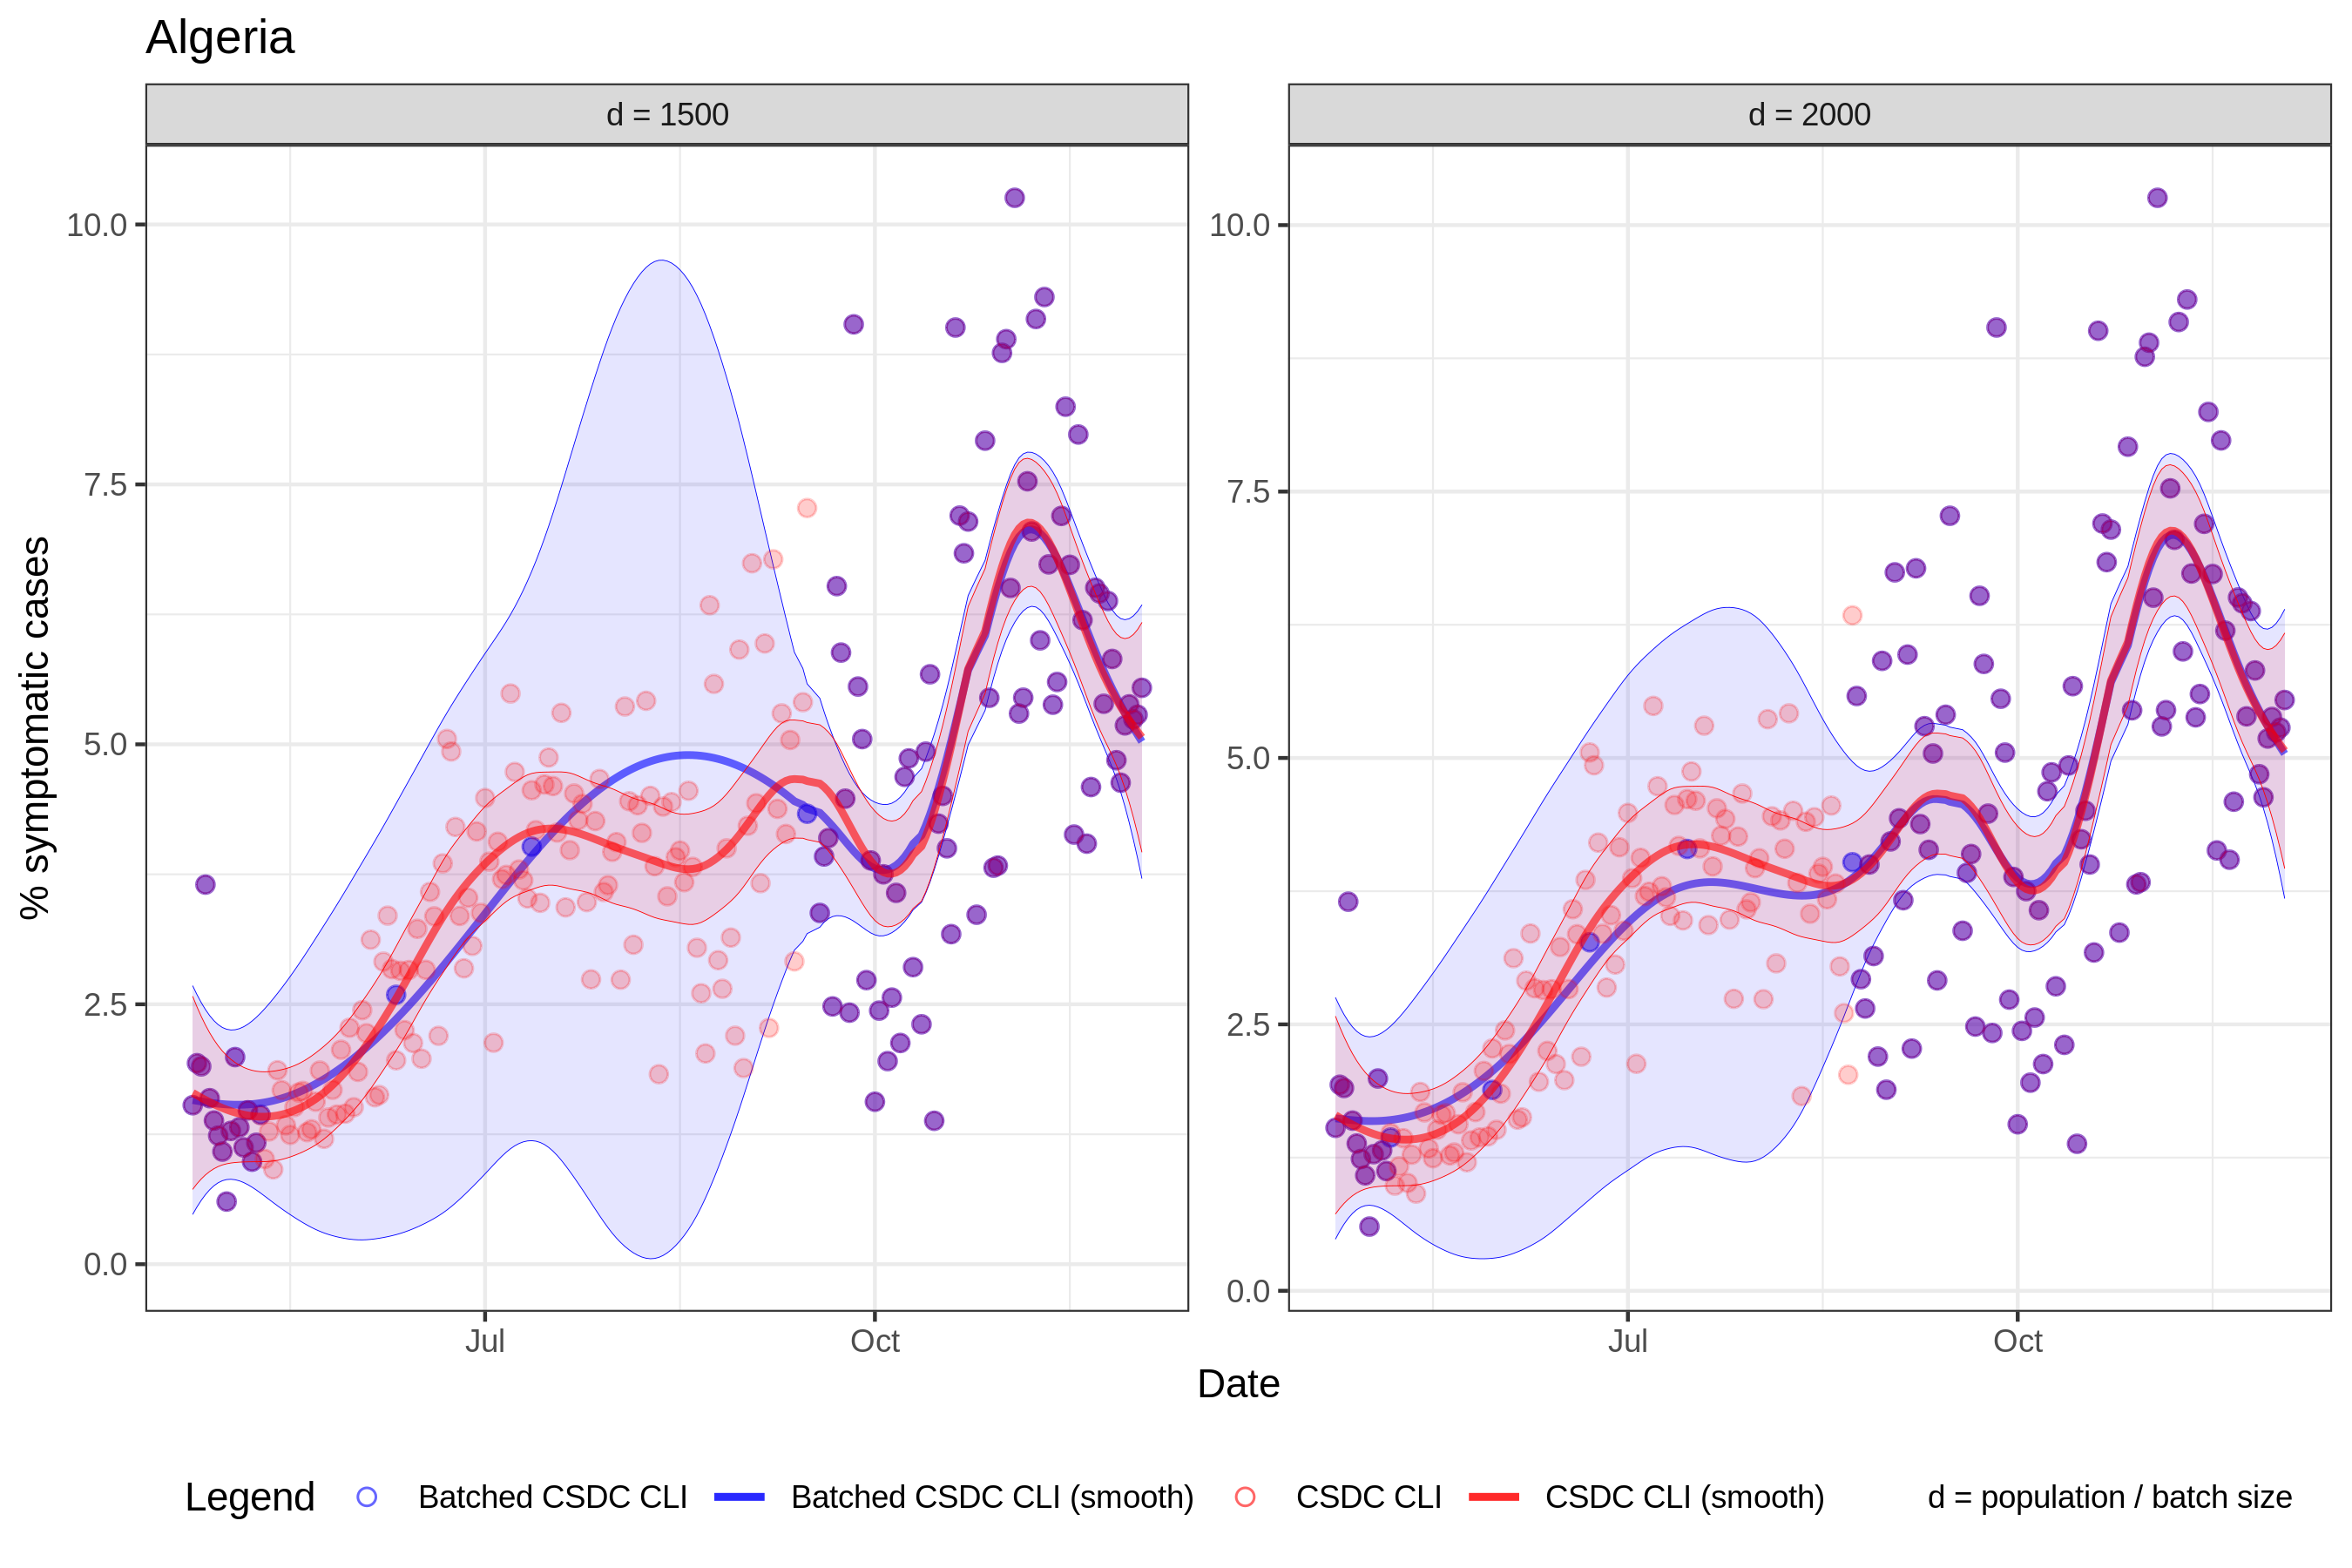 Algeria
d = 1500
d = 2000
% symptomatic cases
10.0
7.5
5.0
2.5
0.0
10.0
7.5
5.0
2.5
0.0
Jul
Oct
Jul
Oct
Date
Legend
Batched CSDC CLI
Batched CSDC CLI (smooth)
CSDC CLI
CSDC CLI (smooth)
d = population / batch size